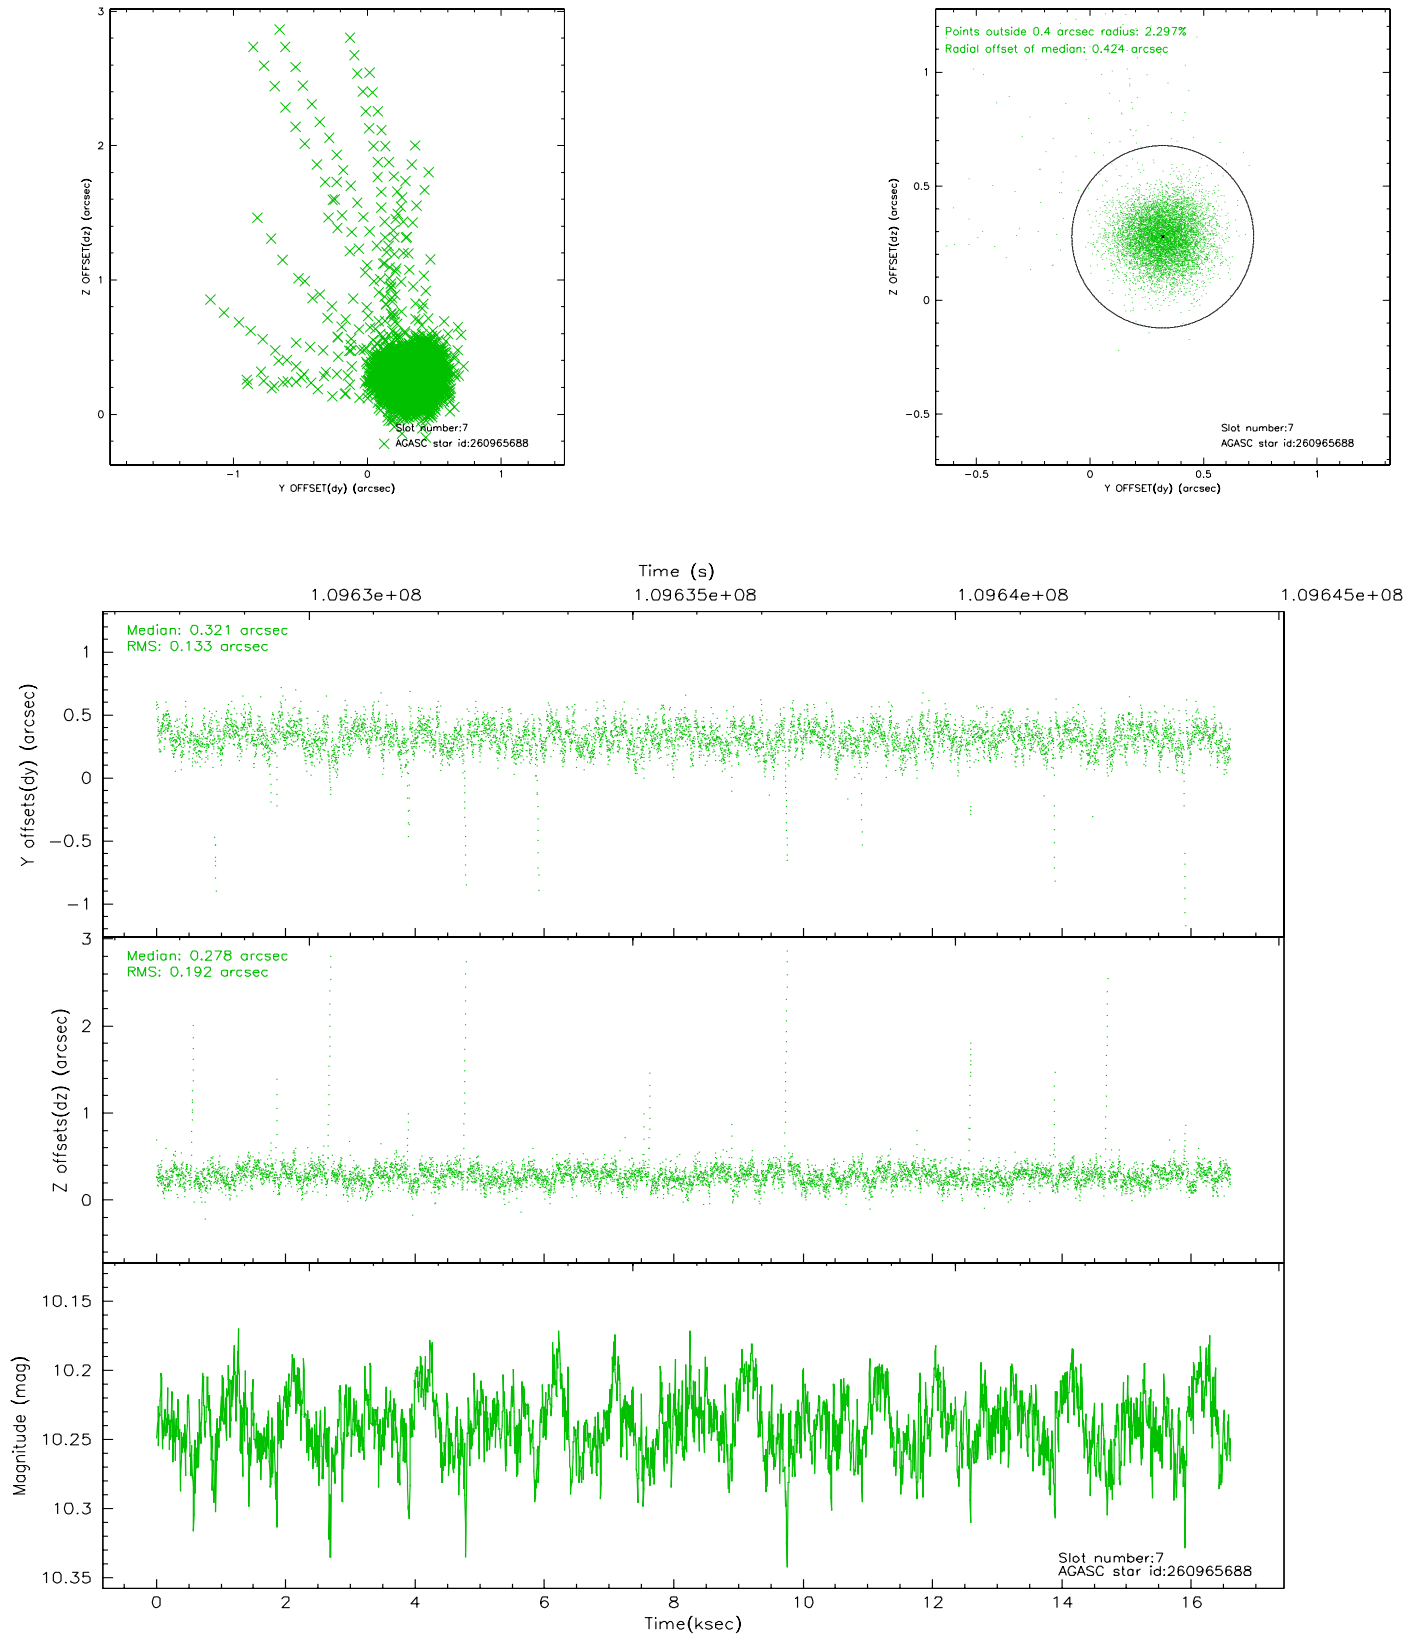 3
2
1
0
Z OFFSET(dz) (arcsec)
Slot number:7
AGASC star id:260965688
−1 0 1
Y OFFSET(dy) (arcsec)
Points outside 0.4 arcsec radius: 2.297%
Radial offset of median: 0.424 arcsec
1
0.5
0
−0.5
Z OFFSET(dz) (arcsec)
Slot number:7
AGASC star id:260965688
−0.5 0 0.5 1
Y OFFSET(dy) (arcsec)
Time (s)
1.0963e+08 1.09635e+08 1.0964e+08 1.09645e+08
Median: 0.321 arcsec
RMS: 0.133 arcsec
1
0.5
0
−0.5
−1
Y offsets(dy) (arcsec)
Median: 0.278 arcsec
RMS: 0.192 arcsec
3
2
1
0
Z offsets(dz) (arcsec)
10.15
10.2
10.25
10.3
10.35
Magnitude (mag)
Slot number:7
AGASC star id:260965688
0 2 4 6 8 10 12 14 16
Time(ksec)